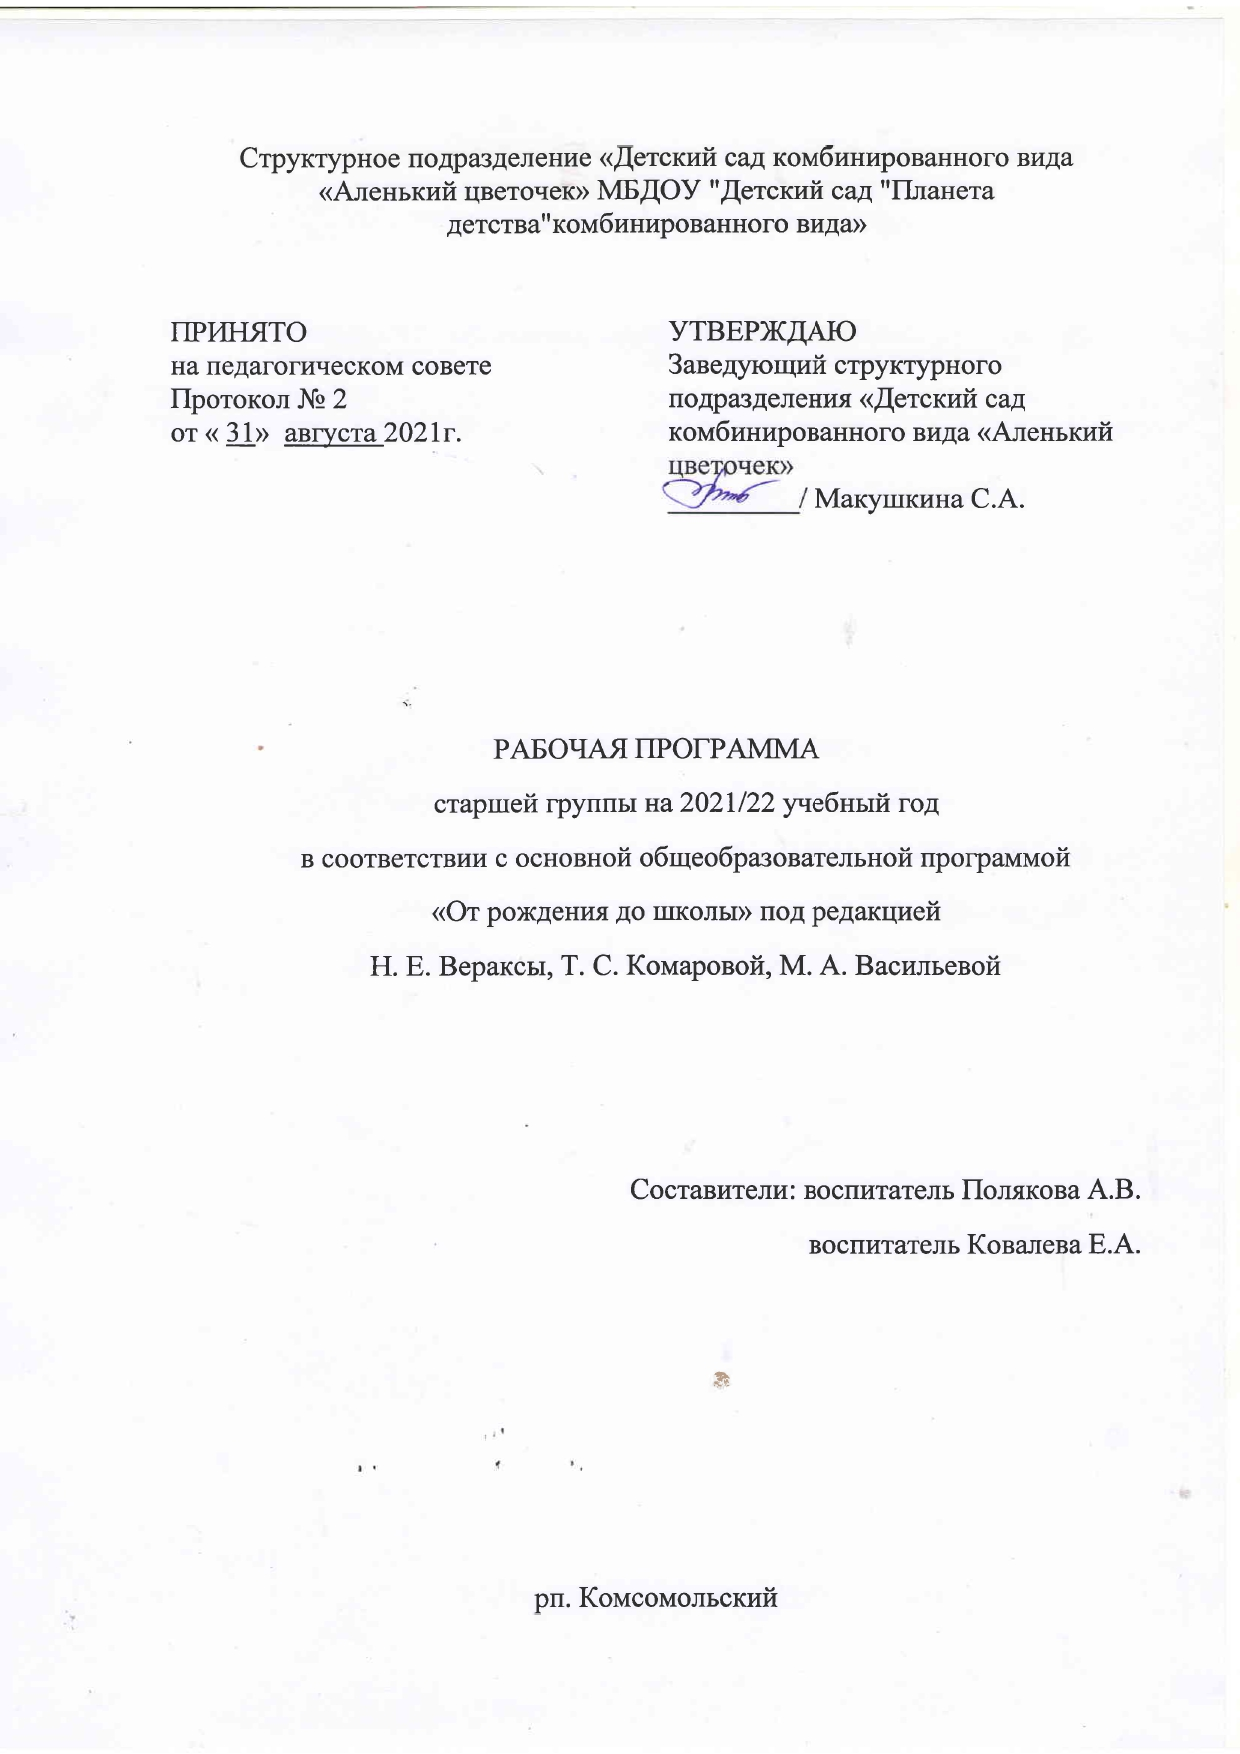 Структурное подразделение «Детский сад комбинированного вида
«Аленький цветочек» МБДОУ "Детский сад "Планета
детства"комбинированного вида»
ПРИНЯТО
на педагогическом совете
Протокол № 2
от « 31» августа 2021г.
УТВЕРЖДАЮ
Заведующий структурного
подразделения «Детский сад
комбинированного вида «Аленький
цветочек»
_________/ Макушкина С.А.
РАБОЧАЯ ПРОГРАММА
старшей группы на 2021/22 учебный год
в соответствии с основной общеобразовательной программой
«От рождения до школы» под редакцией
Н. Е. Вераксы, Т. С. Комаровой, М. А. Васильевой
Составители: воспитатель Полякова А.В.
воспитатель Ковалева Е.А.
рп. Комсомольский